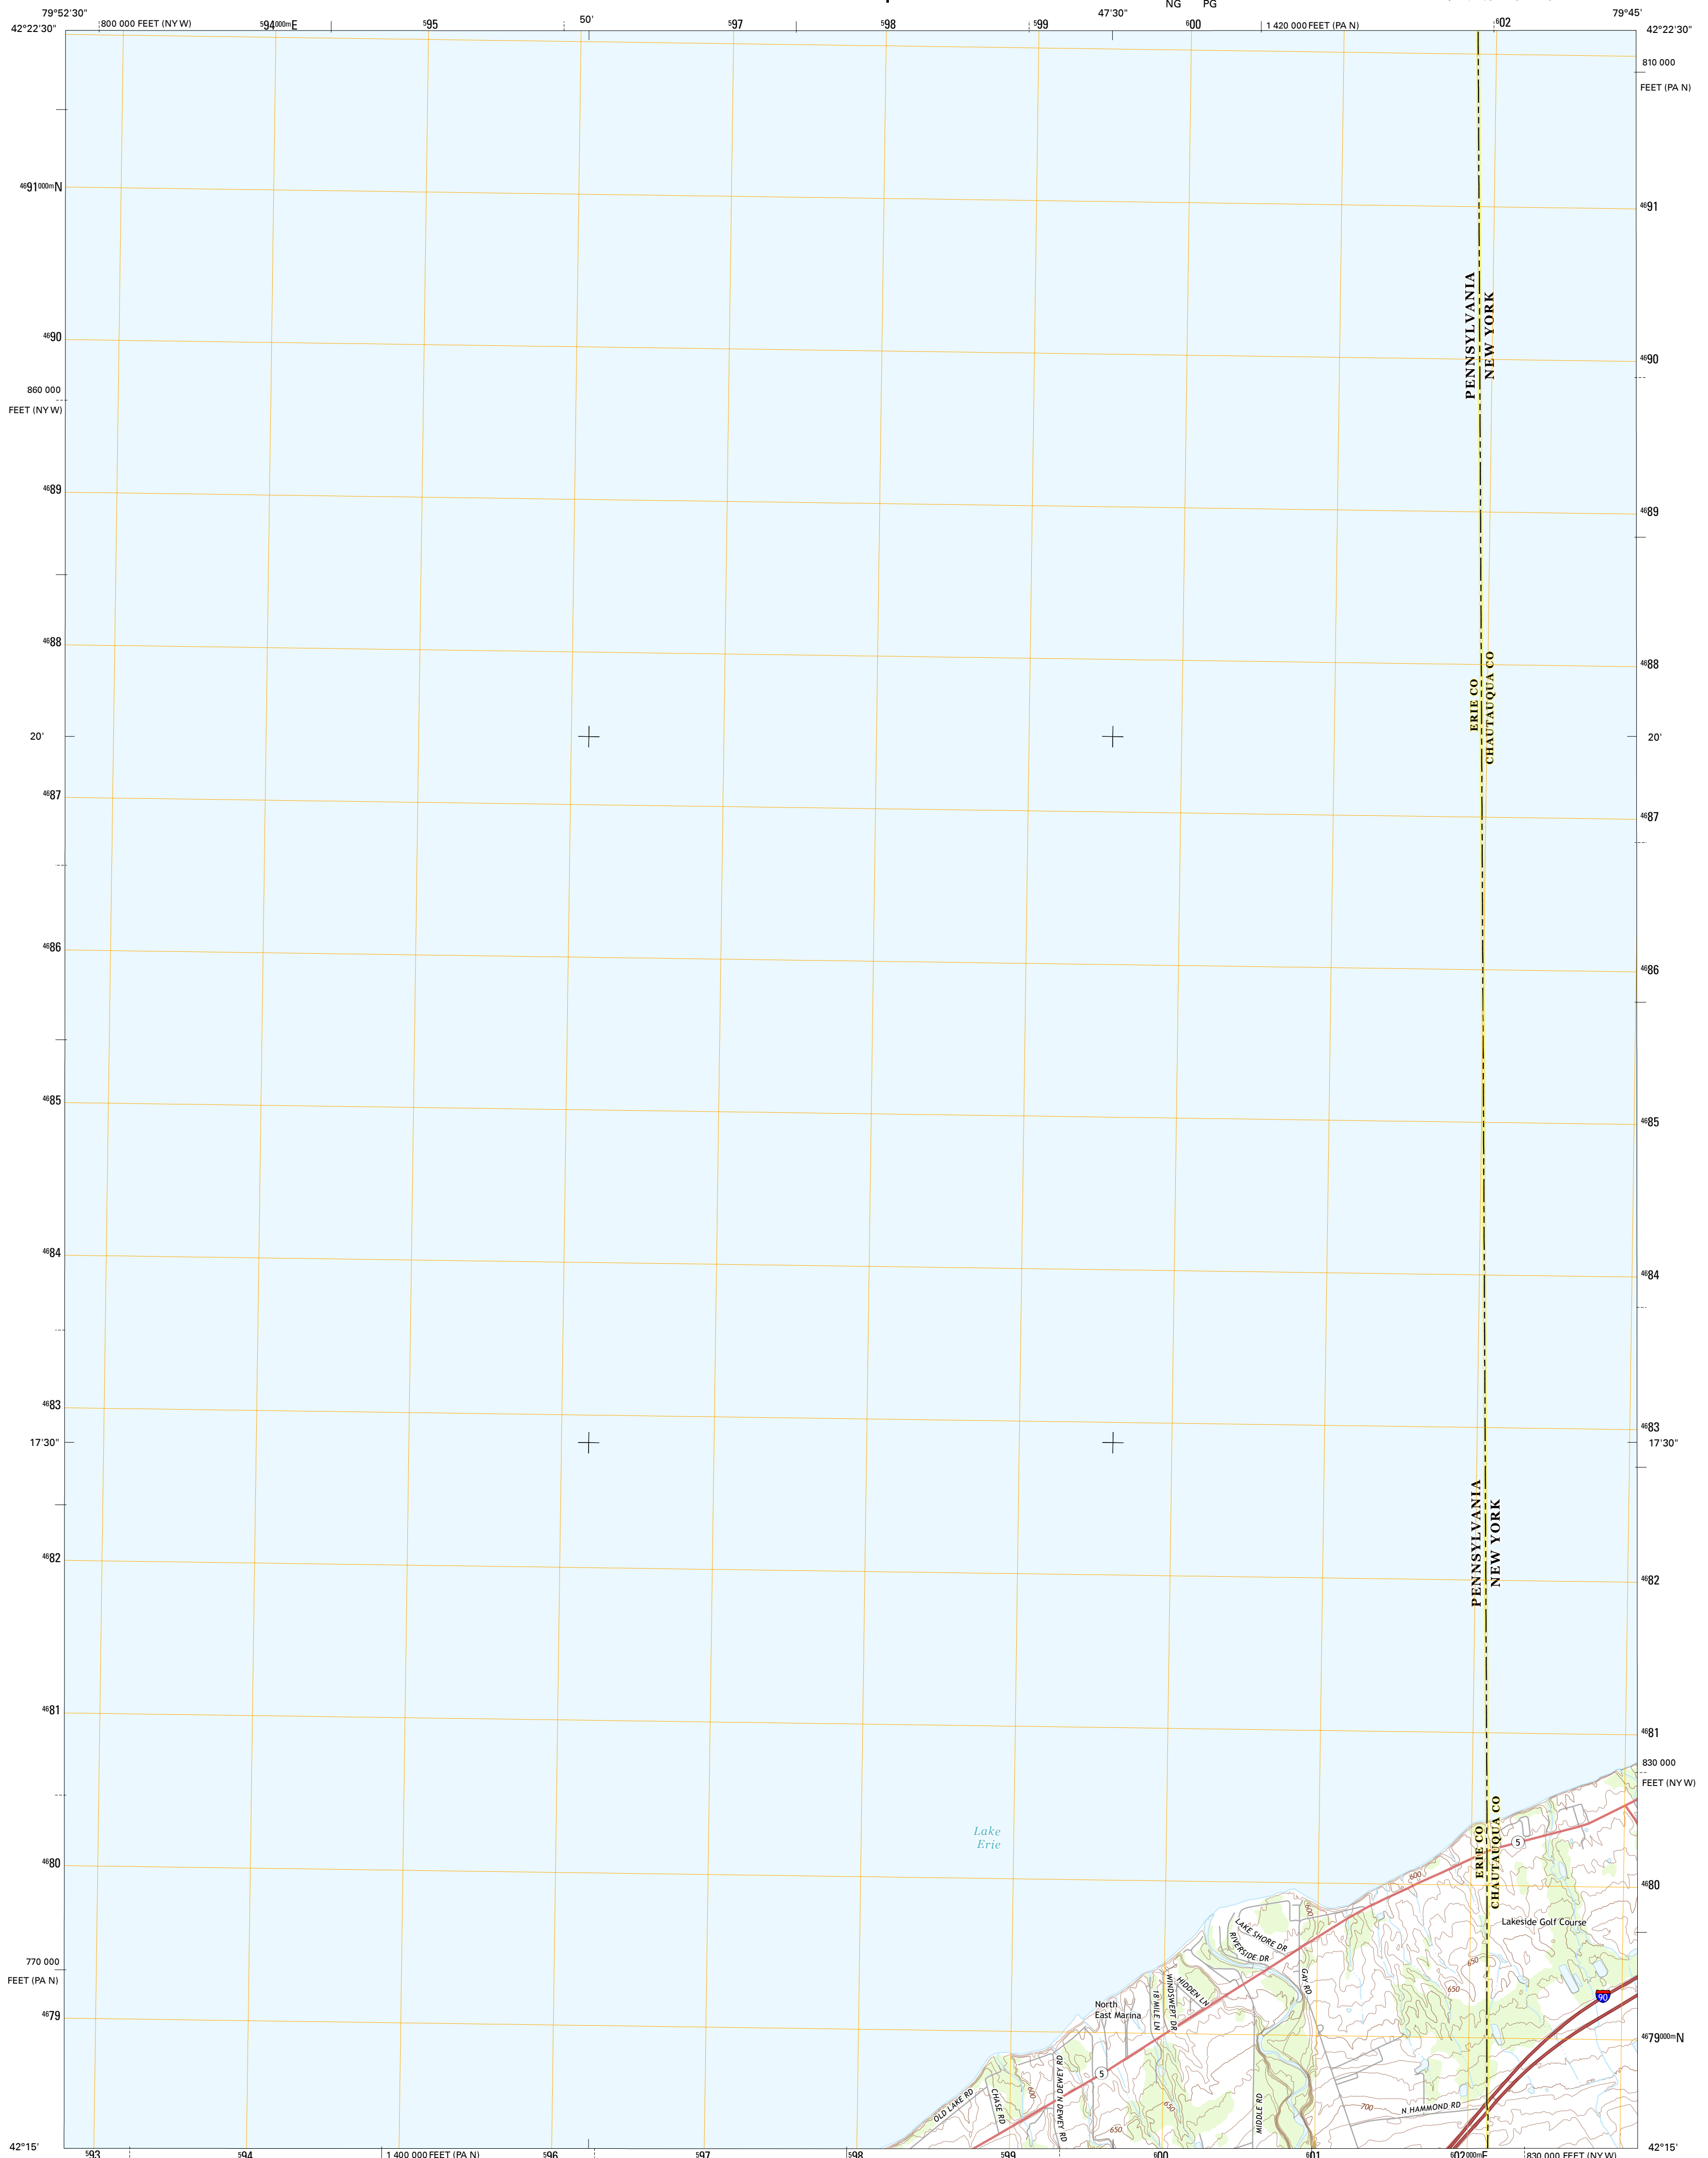 NG PG
79°52'30" 800 000 FEET (NY W) 594000mE 595 50' 597 598 599 47'30" 600 1 420 000 FEET (PA N) 602 79°45'
42°22'30" 42°22'30"
810 000
FEET (PA N)
4691000mN
4691
PENNSYLVANIA
NEW YORK
4690
4690
860 000
FEET (NY W)
4689
4689
4688
4688
ERIE CO
CHAUTAUQUA CO
20' 20'
4687
4687
4686
4686
4685
4685
4684
4684
4683
4683
17'30" 17'30"
PENNSYLVANIA
NEW YORK
4682
4682
4681
4681
830 000
FEET (NY W)
Lake
Erie
ERIE CO
CHAUTAUQUA CO
5
4680
4680
600
600
Lakeside Golf Course
LAKE SHORE DR
RIVERSIDE DR
650
770 000
FEET (PA N)
HIDDEN LN
WINDSWEPT DR
18 MILE LN
GAY RD
650
90
North
East Marina
4679
4679000mN
5
OLD LAKE RD
CHASE RD
600
N DEWEY RD
N DEWEY RD
650
650
MIDDLE RD
700
N HAMMOND RD
42°15' 42°15'
593 594 1 400 000 FEET (PA N) 596 597 598 599 600 601 602000mE 830 000 FEET (NY W)